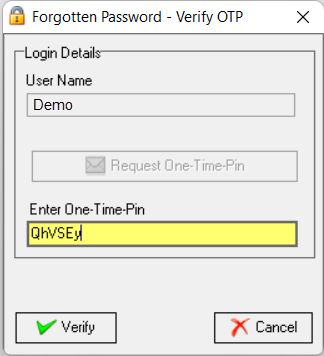 Forgotten Password - Verify OTP
Login Details
User Name
Demo
Request One-Time-Pin
Enter One-Time-Pin
QhVSEy
Verify
Cancel